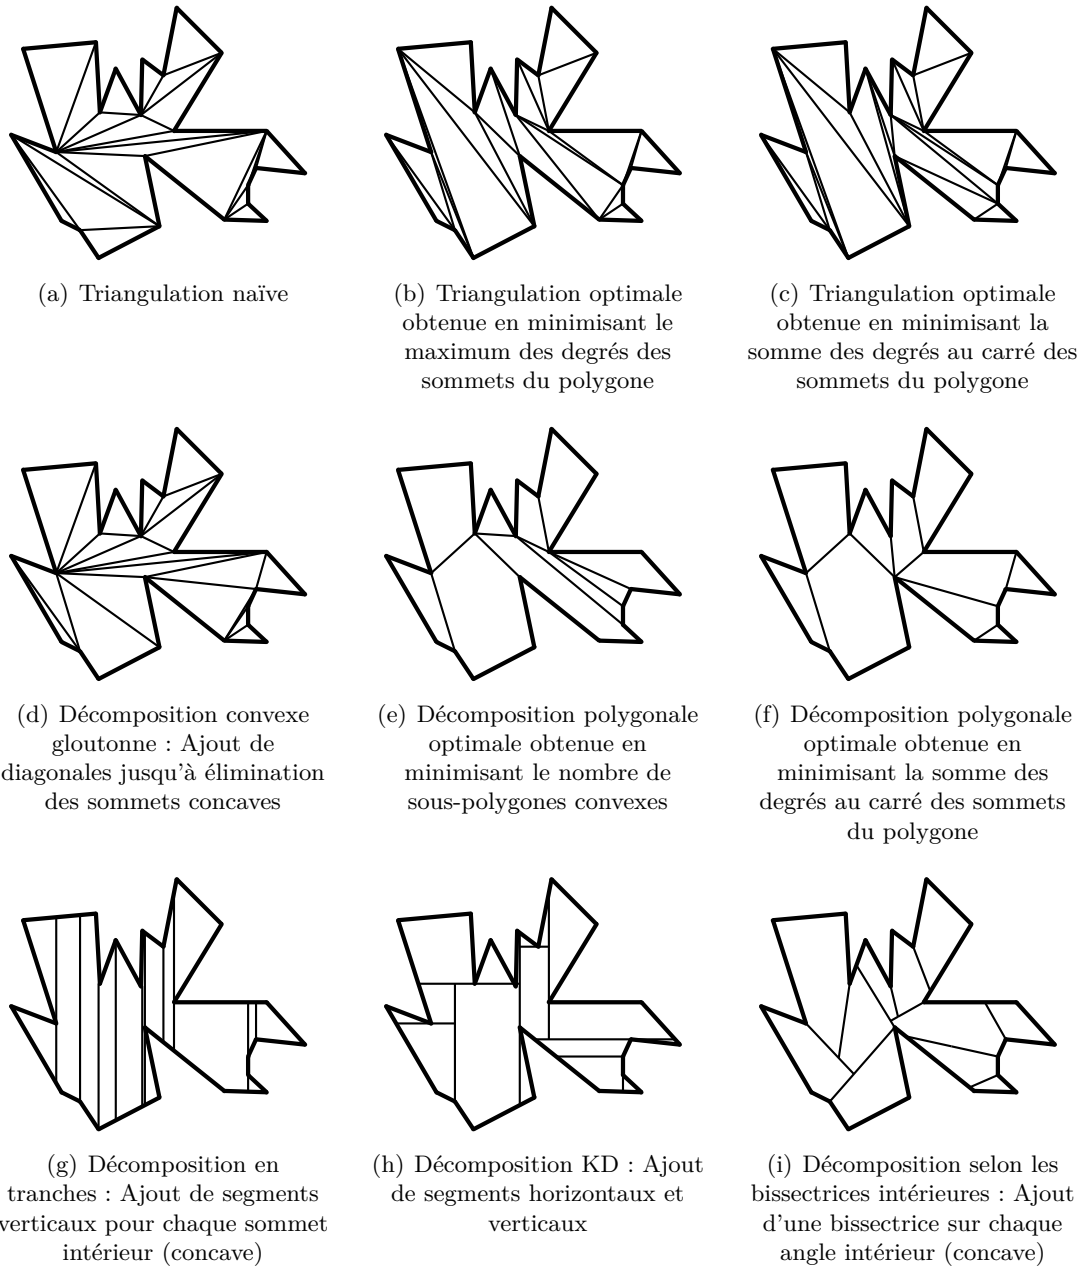 (a) Triangulation naïve
(b) Triangulation optimale
obtenue en minimisant le
maximum des degrés des
sommets du polygone
(c) Triangulation optimale
obtenue en minimisant la
somme des degrés au carré des
sommets du polygone
(d) Décomposition convexe
gloutonne : Ajout de
diagonales jusqu'à élimination
des sommets concaves
(e) Décomposition polygonale
optimale obtenue en
minimisant le nombre de
sous-polygones convexes
(f) Décomposition polygonale
optimale obtenue en
minimisant la somme des
degrés au carré des sommets
du polygone
(g) Décomposition en
tranches : Ajout de segments
verticaux pour chaque sommet
intérieur (concave)
(h) Décomposition KD : Ajout
de segments horizontaux et
verticaux
(i) Décomposition selon les
bissectrices intérieures : Ajout
d'une bissectrice sur chaque
angle intérieur (concave)